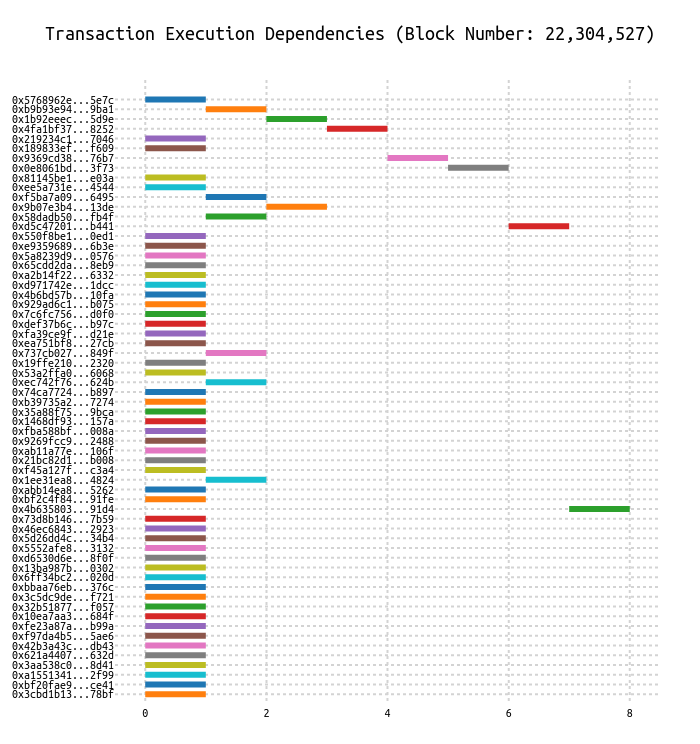 Transaction Execution Dependencies (Block Number: 22,304,527)
0x5768962e...5e7c
0xb9b93e94...9ba1
0x1b92eeec...5d9e
0x4fa1bf37...8252
0x219234c1...7046
0x189833ef...f609
0x9369cd38...76b7
0x0e8061bd...3f73
0x81145be1...e03a
0xee5a731e...4544
0xf5ba7a09...6495
0x9b07e3b4...13de
0x58dadb50...fb4f
0xd5c47201...b441
0x550f8be1...0ed1
0xe9359689...6b3e
0x5a8239d9...0576
0x65cdd2da...8eb9
0xa2b14f22...6332
0xd971742e...1dcc
0x4b6bd57b...10fa
0x929ad6c1...b075
0x7c6fc756...d0f0
0xdef37b6c...b97c
0xfa39ce9f...d21e
0xea751bf8...27cb
0x737cb027...849f
0x19ffe210...2320
0x53a2ffa0...6068
0xec742f76...624b
0x74ca7724...b897
0xb39735a2...7274
0x35a88f75...9bca
0x1468df93...157a
0xfba588bf...008a
0x9269fcc9...2488
0xab11a77e...106f
0x21bc82d1...b008
0xf45a127f...c3a4
0x1ee31ea8...4824
0xabb14ea8...5262
0xbf2c4f84...91fe
0x4b635803...91d4
0x73d8b146...7b59
0x46ec6843...2923
0x5d26dd4c...34b4
0x5552afe8...3132
0xd6530d6e...8f0f
0x13ba987b...0302
0x6ff34bc2...020d
0xbbaa76eb...376c
0x3c5dc9de...f721
0x32b51877...f057
0x10ea7aa3...684f
0xfe23a87a...b99a
0xf97da4b5...5ae6
0x42b3a43c...db43
0x621a4407...632d
0x3aa538c0...8d41
0xa1551341...2f99
0xbf20fae9...ce41
0x3cbd1b13...78bf
0 2 4 6 8